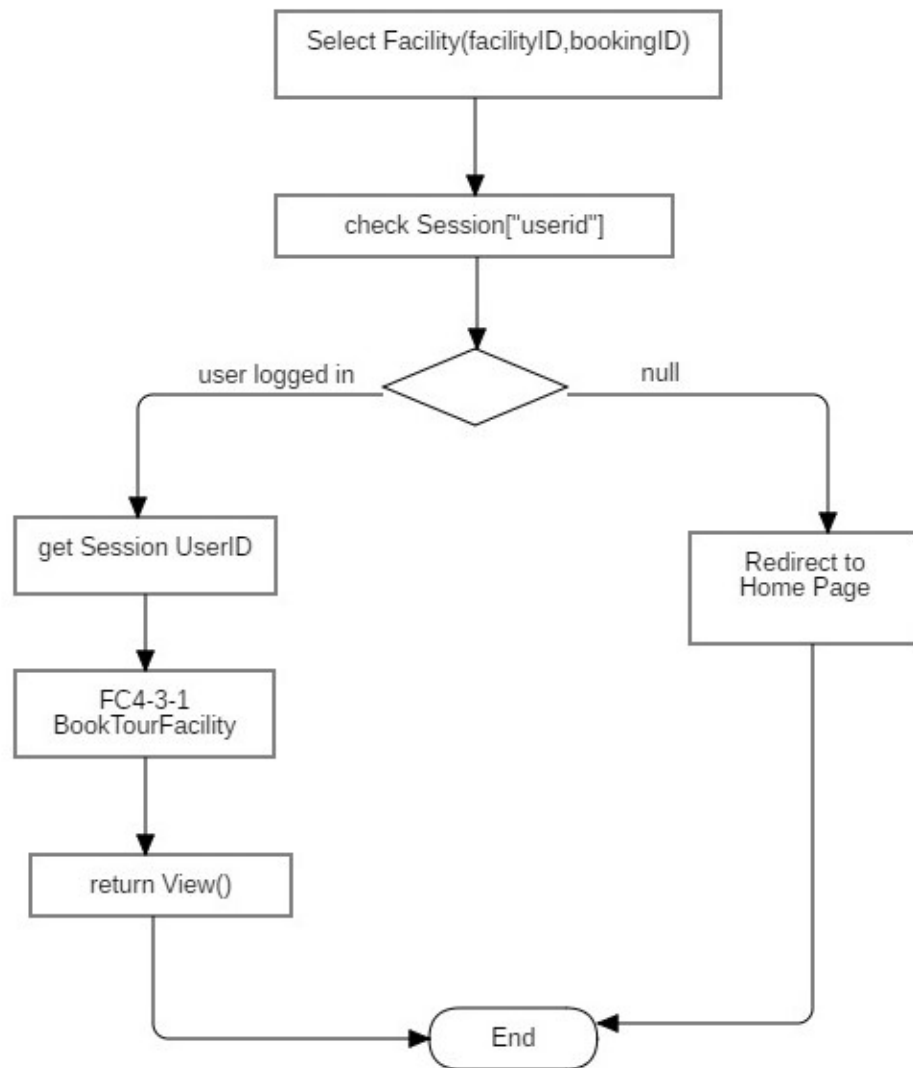 Select Facility(facilityID,bookingID)
check Session["userid"]
user logged in
null
get Session UserID
Redirect to
Home Page
FC4-3-1
BookTourFacility
return View()
End